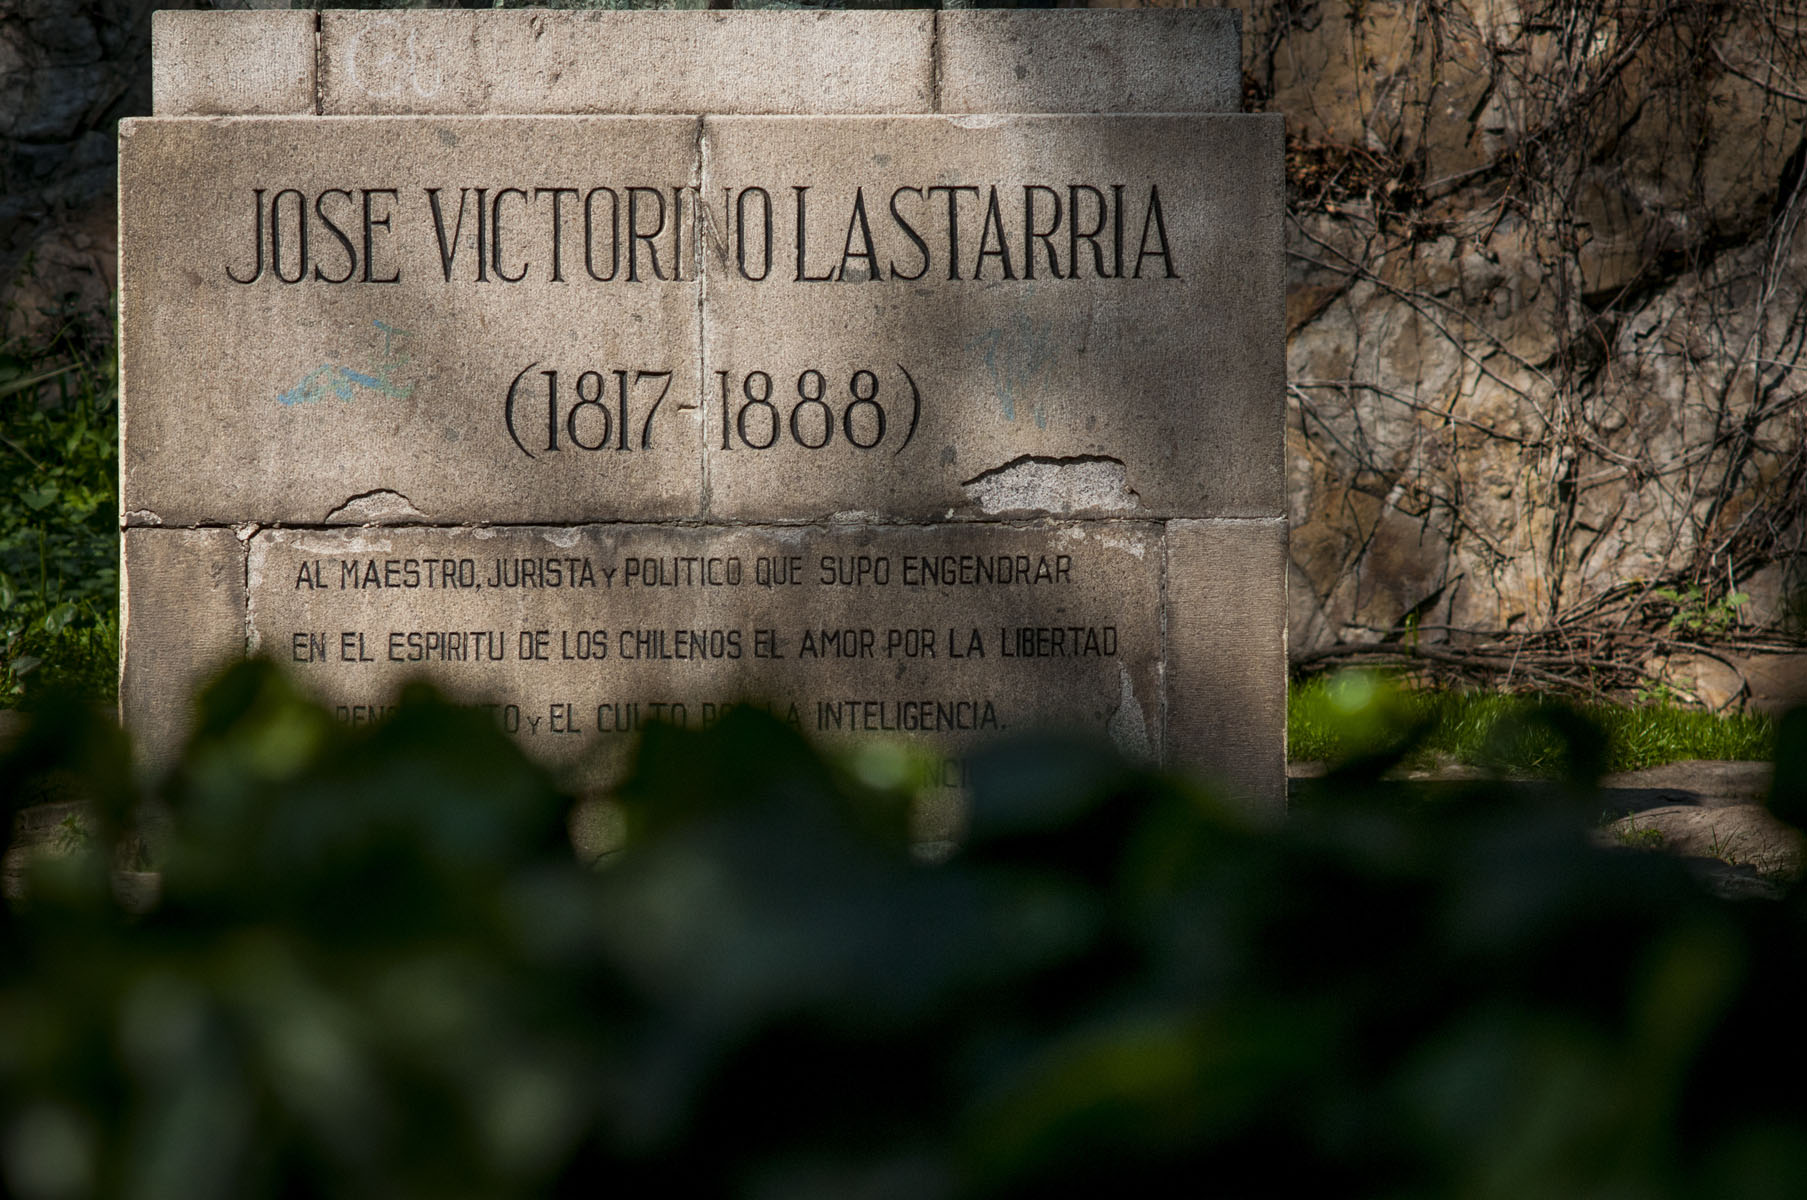 JOSE VICTORINO LASTARRIA
(1817-1888)
AL MAESTRO, JURISTA Y POLITICO QUE SUPO ENGENDRAR
EN EL ESPIRITU DE LOS CHILENOS EL AMOR POR LA LIBERTAD
Y EL CULTO POR LA INTELIGENCIA.